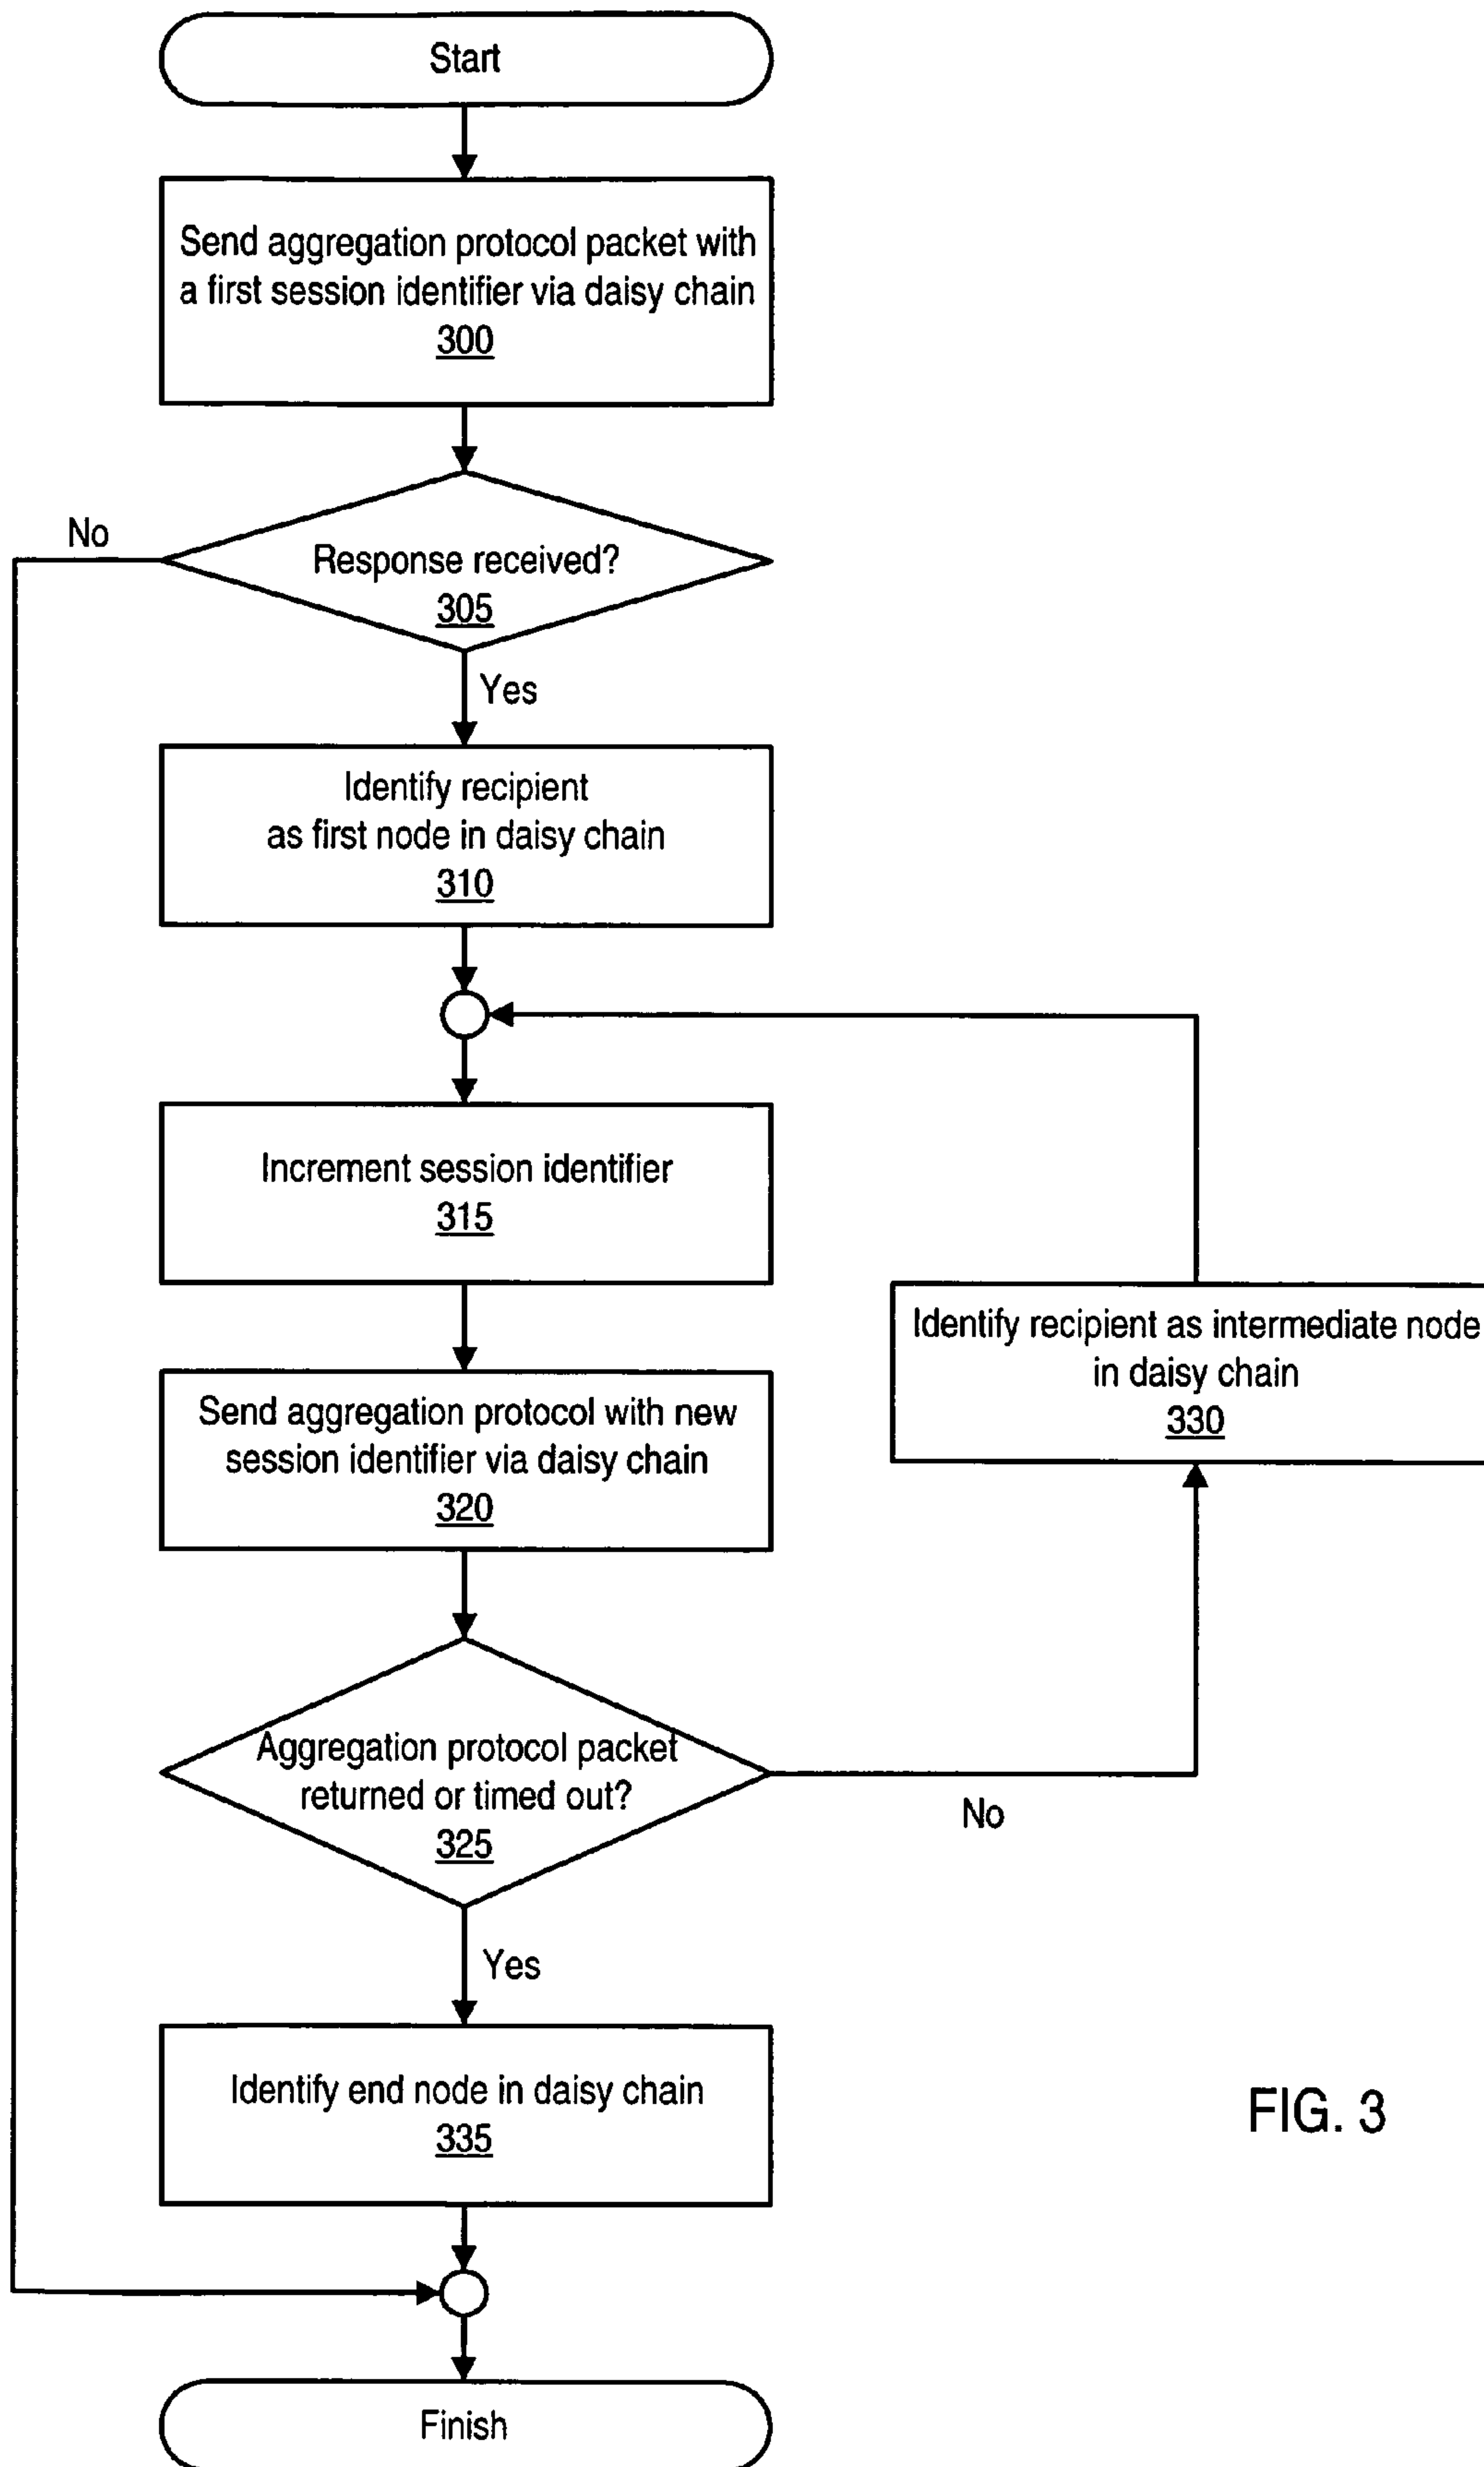 Start
Send aggregation protocol packet with
a first session identifier via daisy chain
300
No
Response received?
305
Yes
Identify recipient
as first node in daisy chain
310
Increment session identifier
315
Identify recipient as intermediate node
in daisy chain
330
Send aggregation protocol with new
session identifier via daisy chain
320
Aggregation protocol packet
returned or timed out?
325
No
Yes
Identify end node in daisy chain
335
FIG. 3
Finish